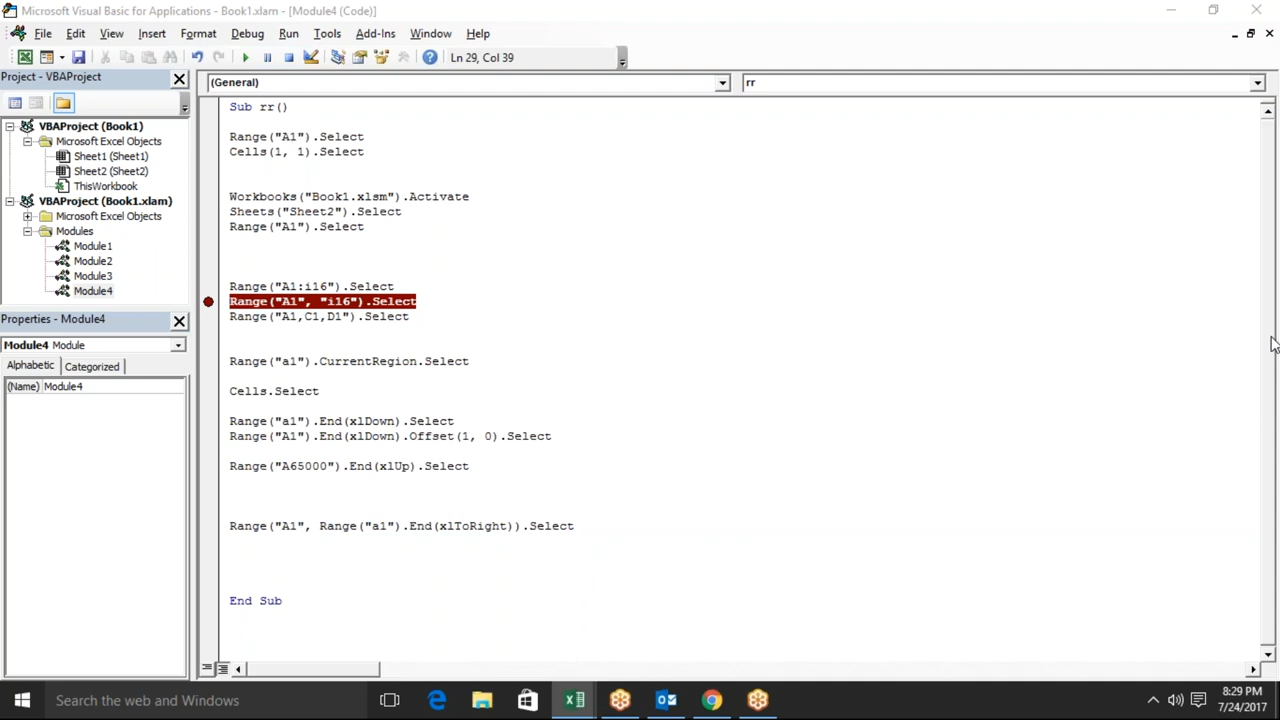 Microsoft Visual Basic for Applications - Book1.xlam - [Module4 (Code)]
File Edit View Insert Format Debug Run Tools Add-Ins Window Help
Ln 29, Col 39
Project - VBAProject
(General) rr
VBAProject (Book1)
Microsoft Excel Objects
Sheet1 (Sheet1)
Sheet2 (Sheet2)
ThisWorkbook
VBAProject (Book1.xlam)
Microsoft Excel Objects
Modules
Module1
Module2
Module3
Module4
Properties - Module4
Module4 Module
Alphabetic Categorized
(Name) Module4
Sub rr()
Range("A1").Select
Cells(1, 1).Select
Workbooks("Book1.xlsm").Activate
Sheets("Sheet2").Select
Range("A1").Select
Range("A1:i16").Select
Range("A1", "i16").Select
Range("A1,C1,D1").Select
Range("a1").CurrentRegion.Select
Cells.Select
Range("a1").End(xlDown).Select
Range("A1").End(xlDown).Offset(1, 0).Select
Range("A65000").End(xlUp).Select
Range("A1", Range("a1").End(xlToRight)).Select
End Sub
Search the web and Windows
8:29 PM
7/24/2017